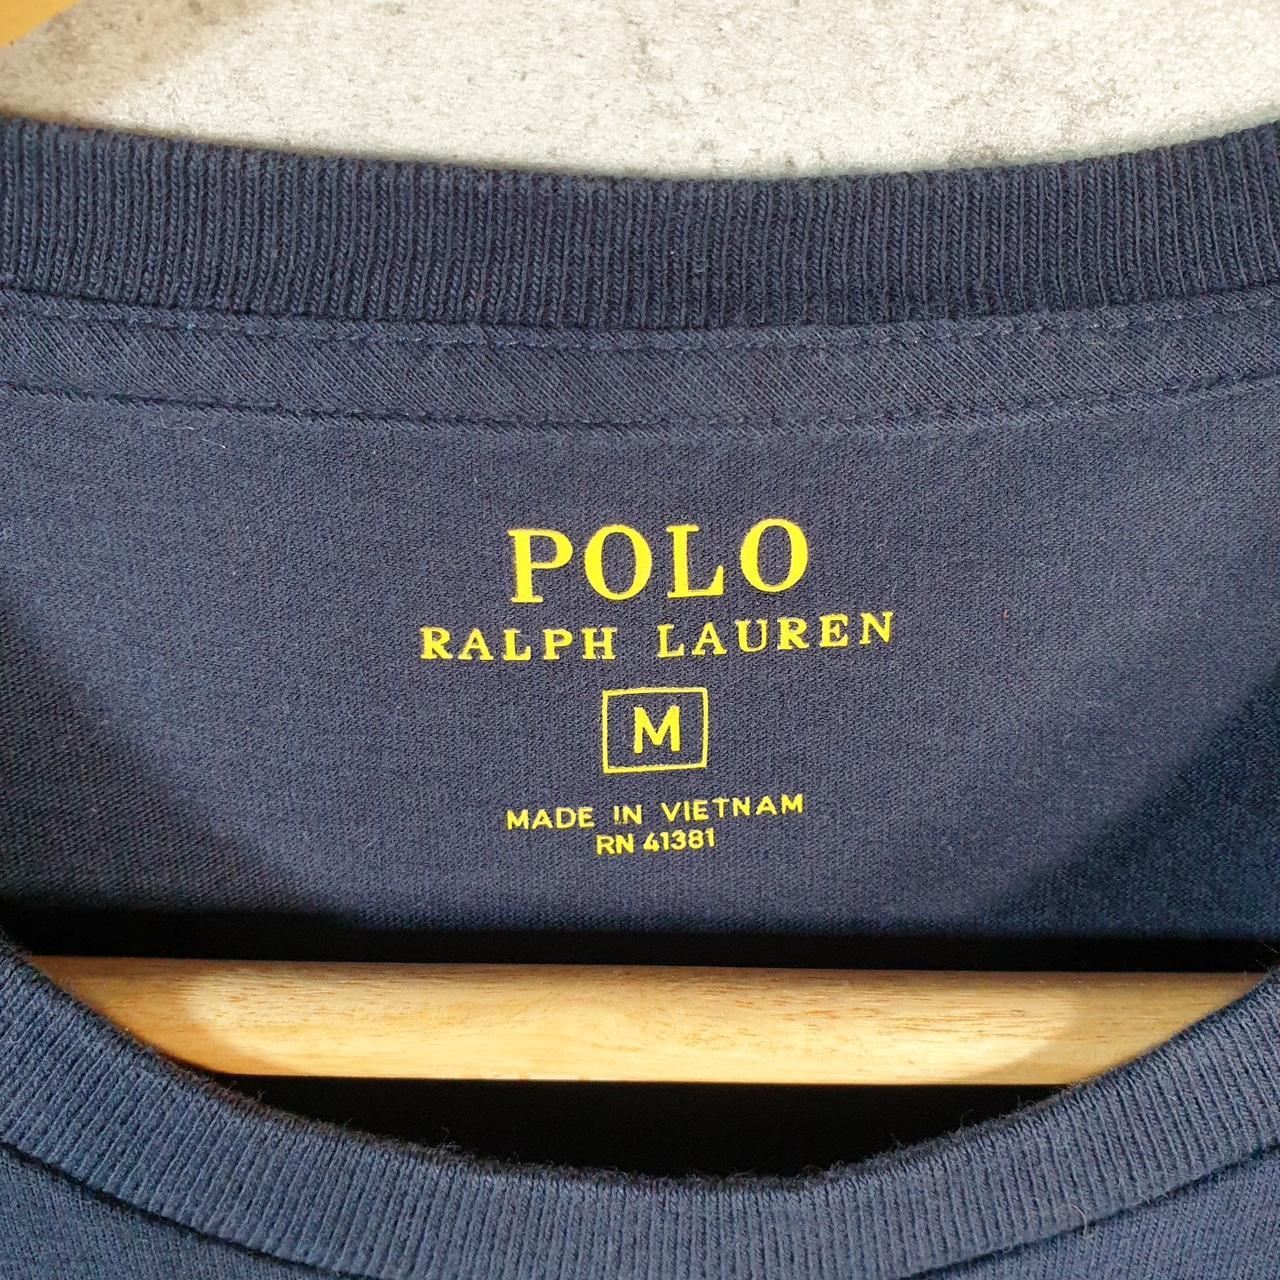 POLO
RALPH LAUREN
M
MADE IN VIETNAM
RN 41381